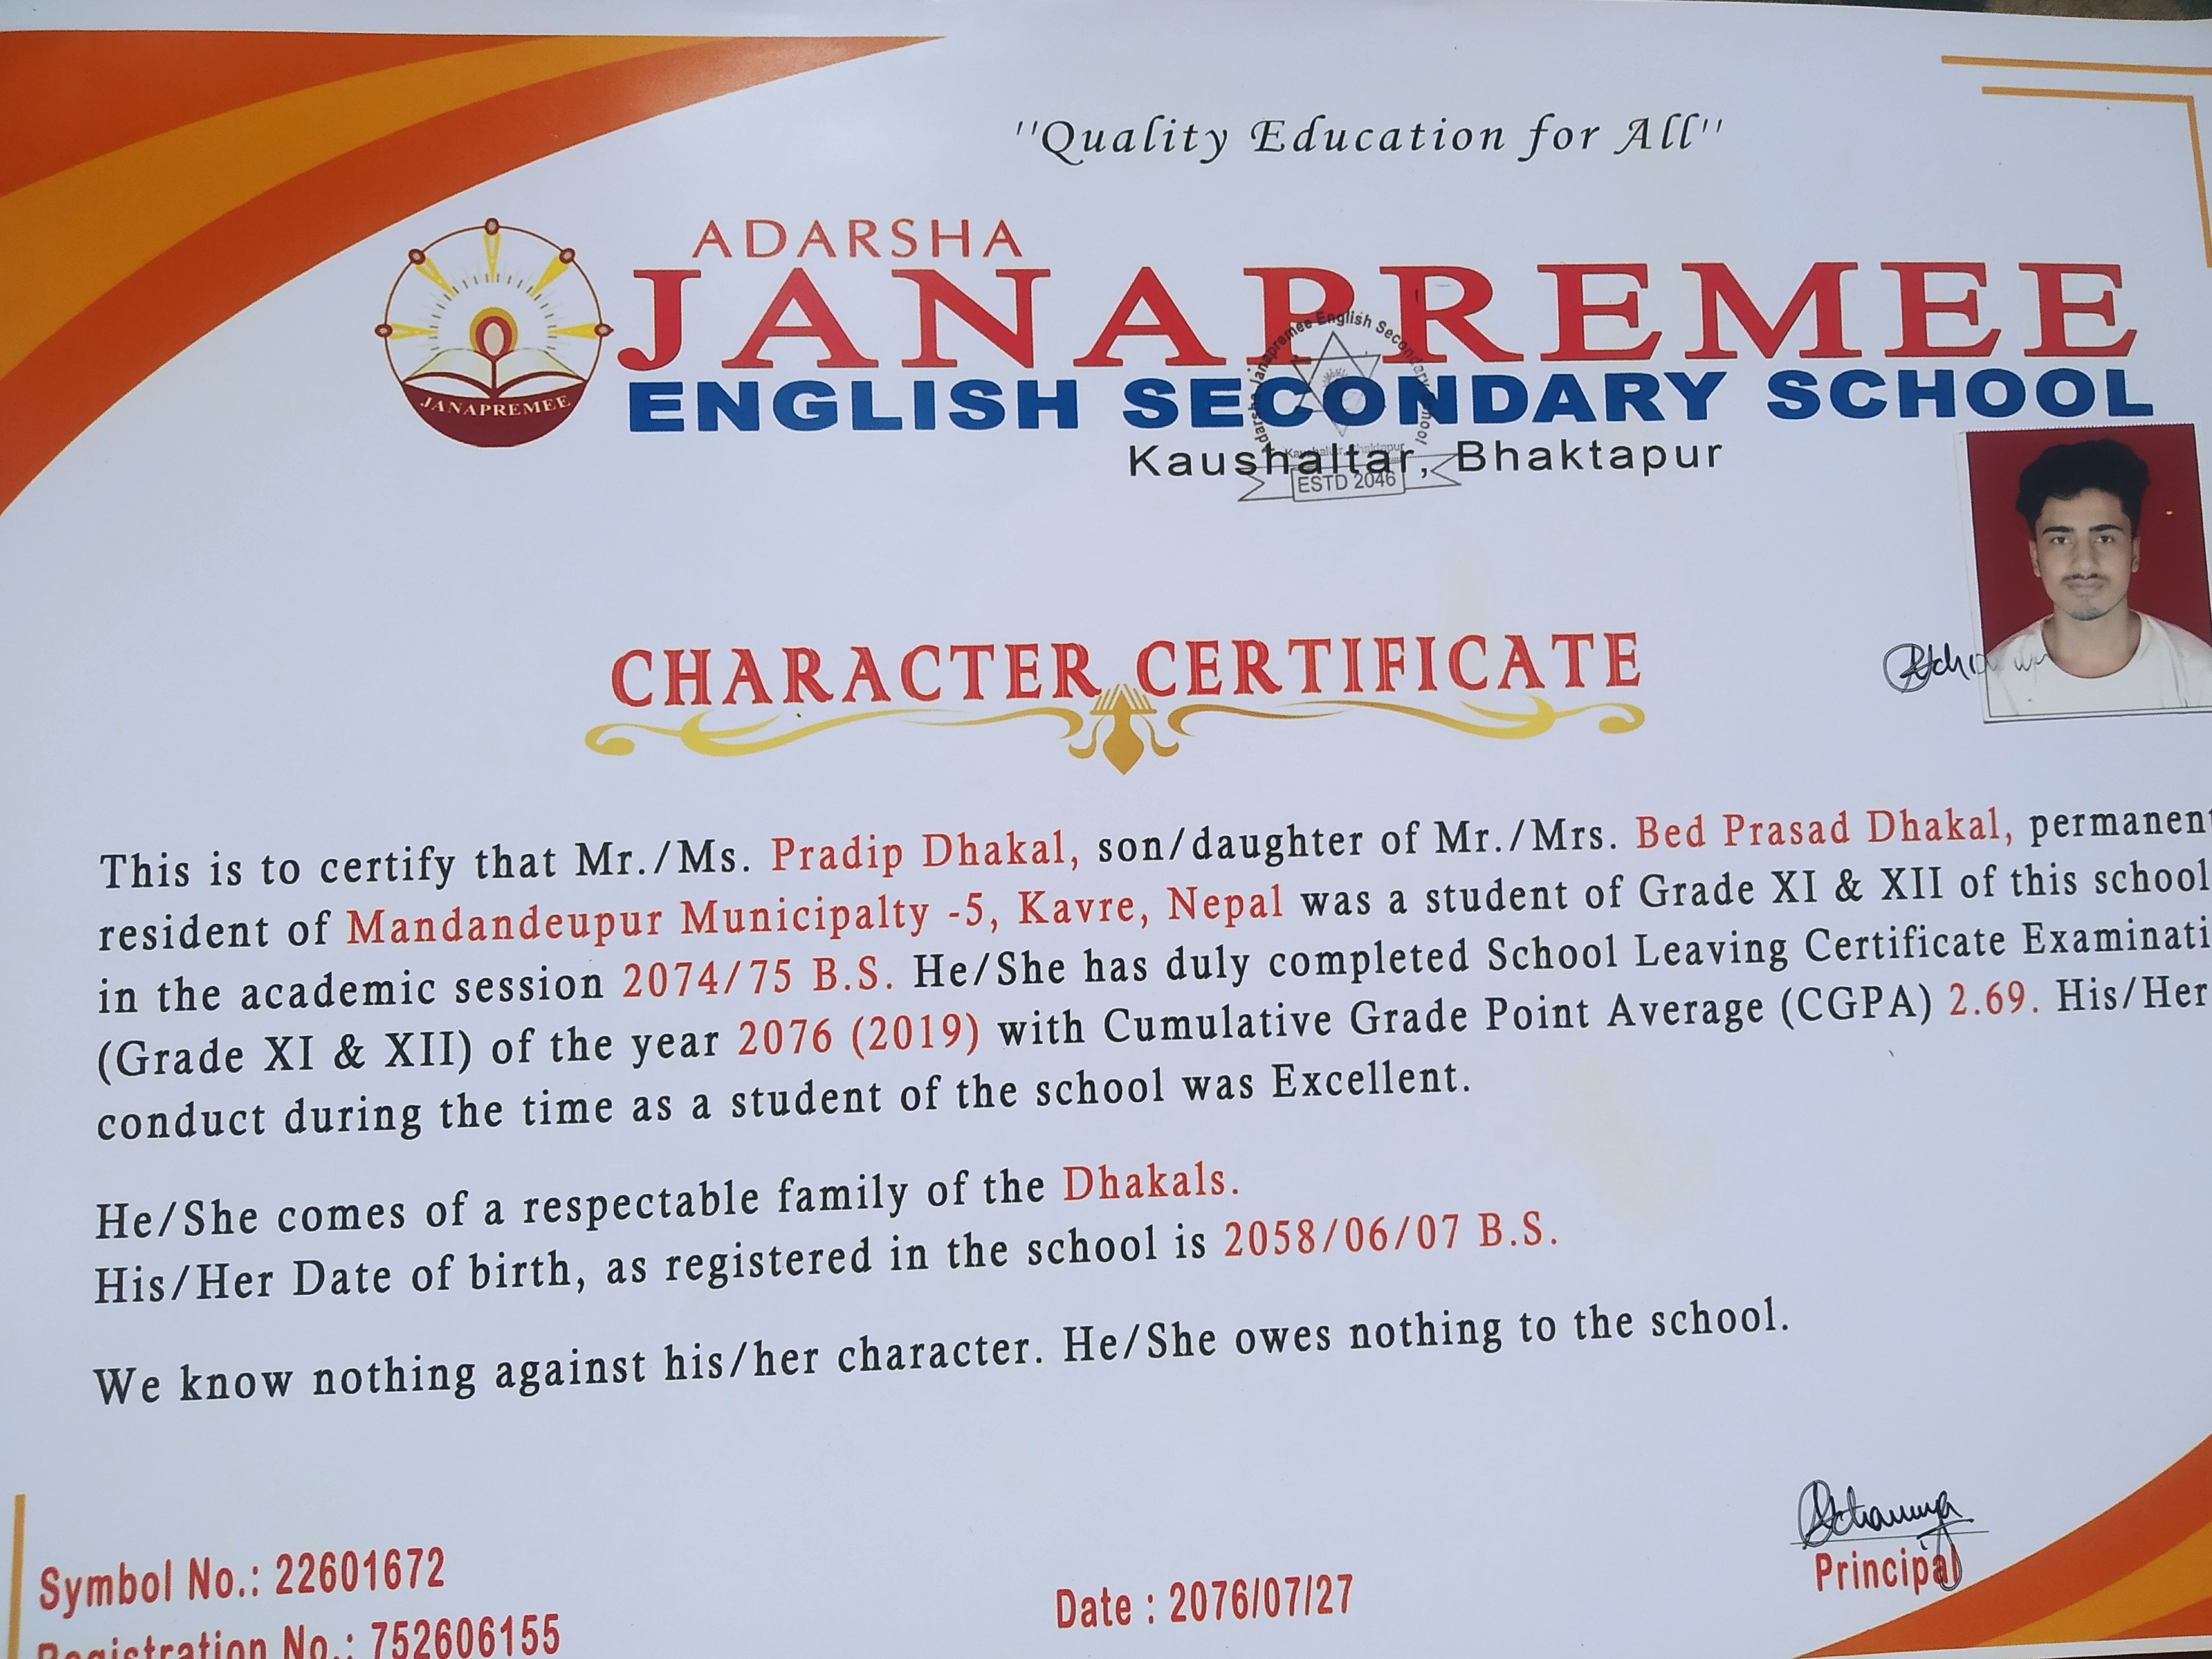 "Quality Education for All"
ADARSHA
JANAPREMEE
JANAPREMEE
ENGLISH SECONDARY SCHOOL
Kaushaltar, Bhaktapur
Adarsha Janapremee English Secondary School
Kaushaltar, Bhaktapur
ESTD 2046
CHARACTER CERTIFICATE
This is to certify that Mr./Ms. Pradip Dhakal, son/daughter of Mr./Mrs. Bed Prasad Dhakal, permanent
resident of Mandandeupur Municipalty -5, Kavre, Nepal was a student of Grade XI & XII of this school
in the academic session 2074/75 B.S. He/She has duly completed School Leaving Certificate Examinati
(Grade XI & XII) of the year 2076 (2019) with Cumulative Grade Point Average (CGPA) 2.69. His/Her
conduct during the time as a student of the school was Excellent.
He/She comes of a respectable family of the Dhakals.
His/Her Date of birth, as registered in the school is 2058/06/07 B.S.
We know nothing against his/her character. He/She owes nothing to the school.
Symbol No.: 22601672
Date : 2076/07/27
Principal
Registration No.: 752606155